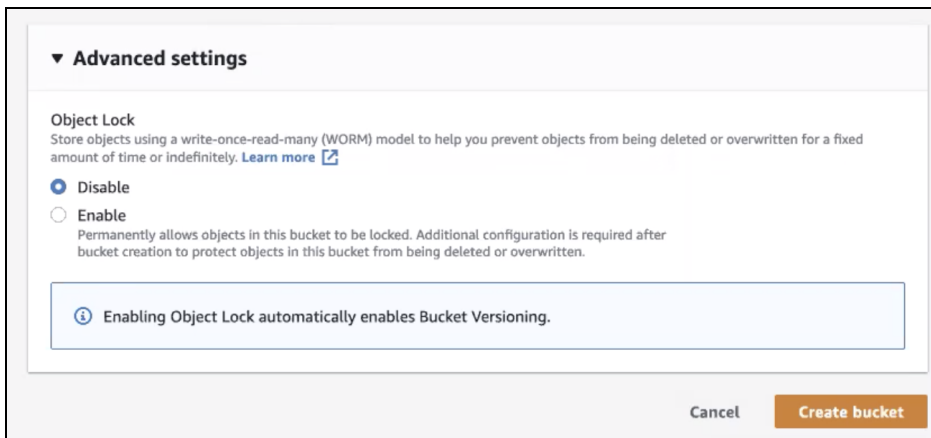 Advanced settings
Object Lock
Store objects using a write-once-read-many (WORM) model to help you prevent objects from being deleted or overwritten for a fixed
amount of time or indefinitely. Learn more
Disable
Enable
Permanently allows objects in this bucket to be locked. Additional configuration is required after
bucket creation to protect objects in this bucket from being deleted or overwritten.
Enabling Object Lock automatically enables Bucket Versioning.
Cancel Create bucket